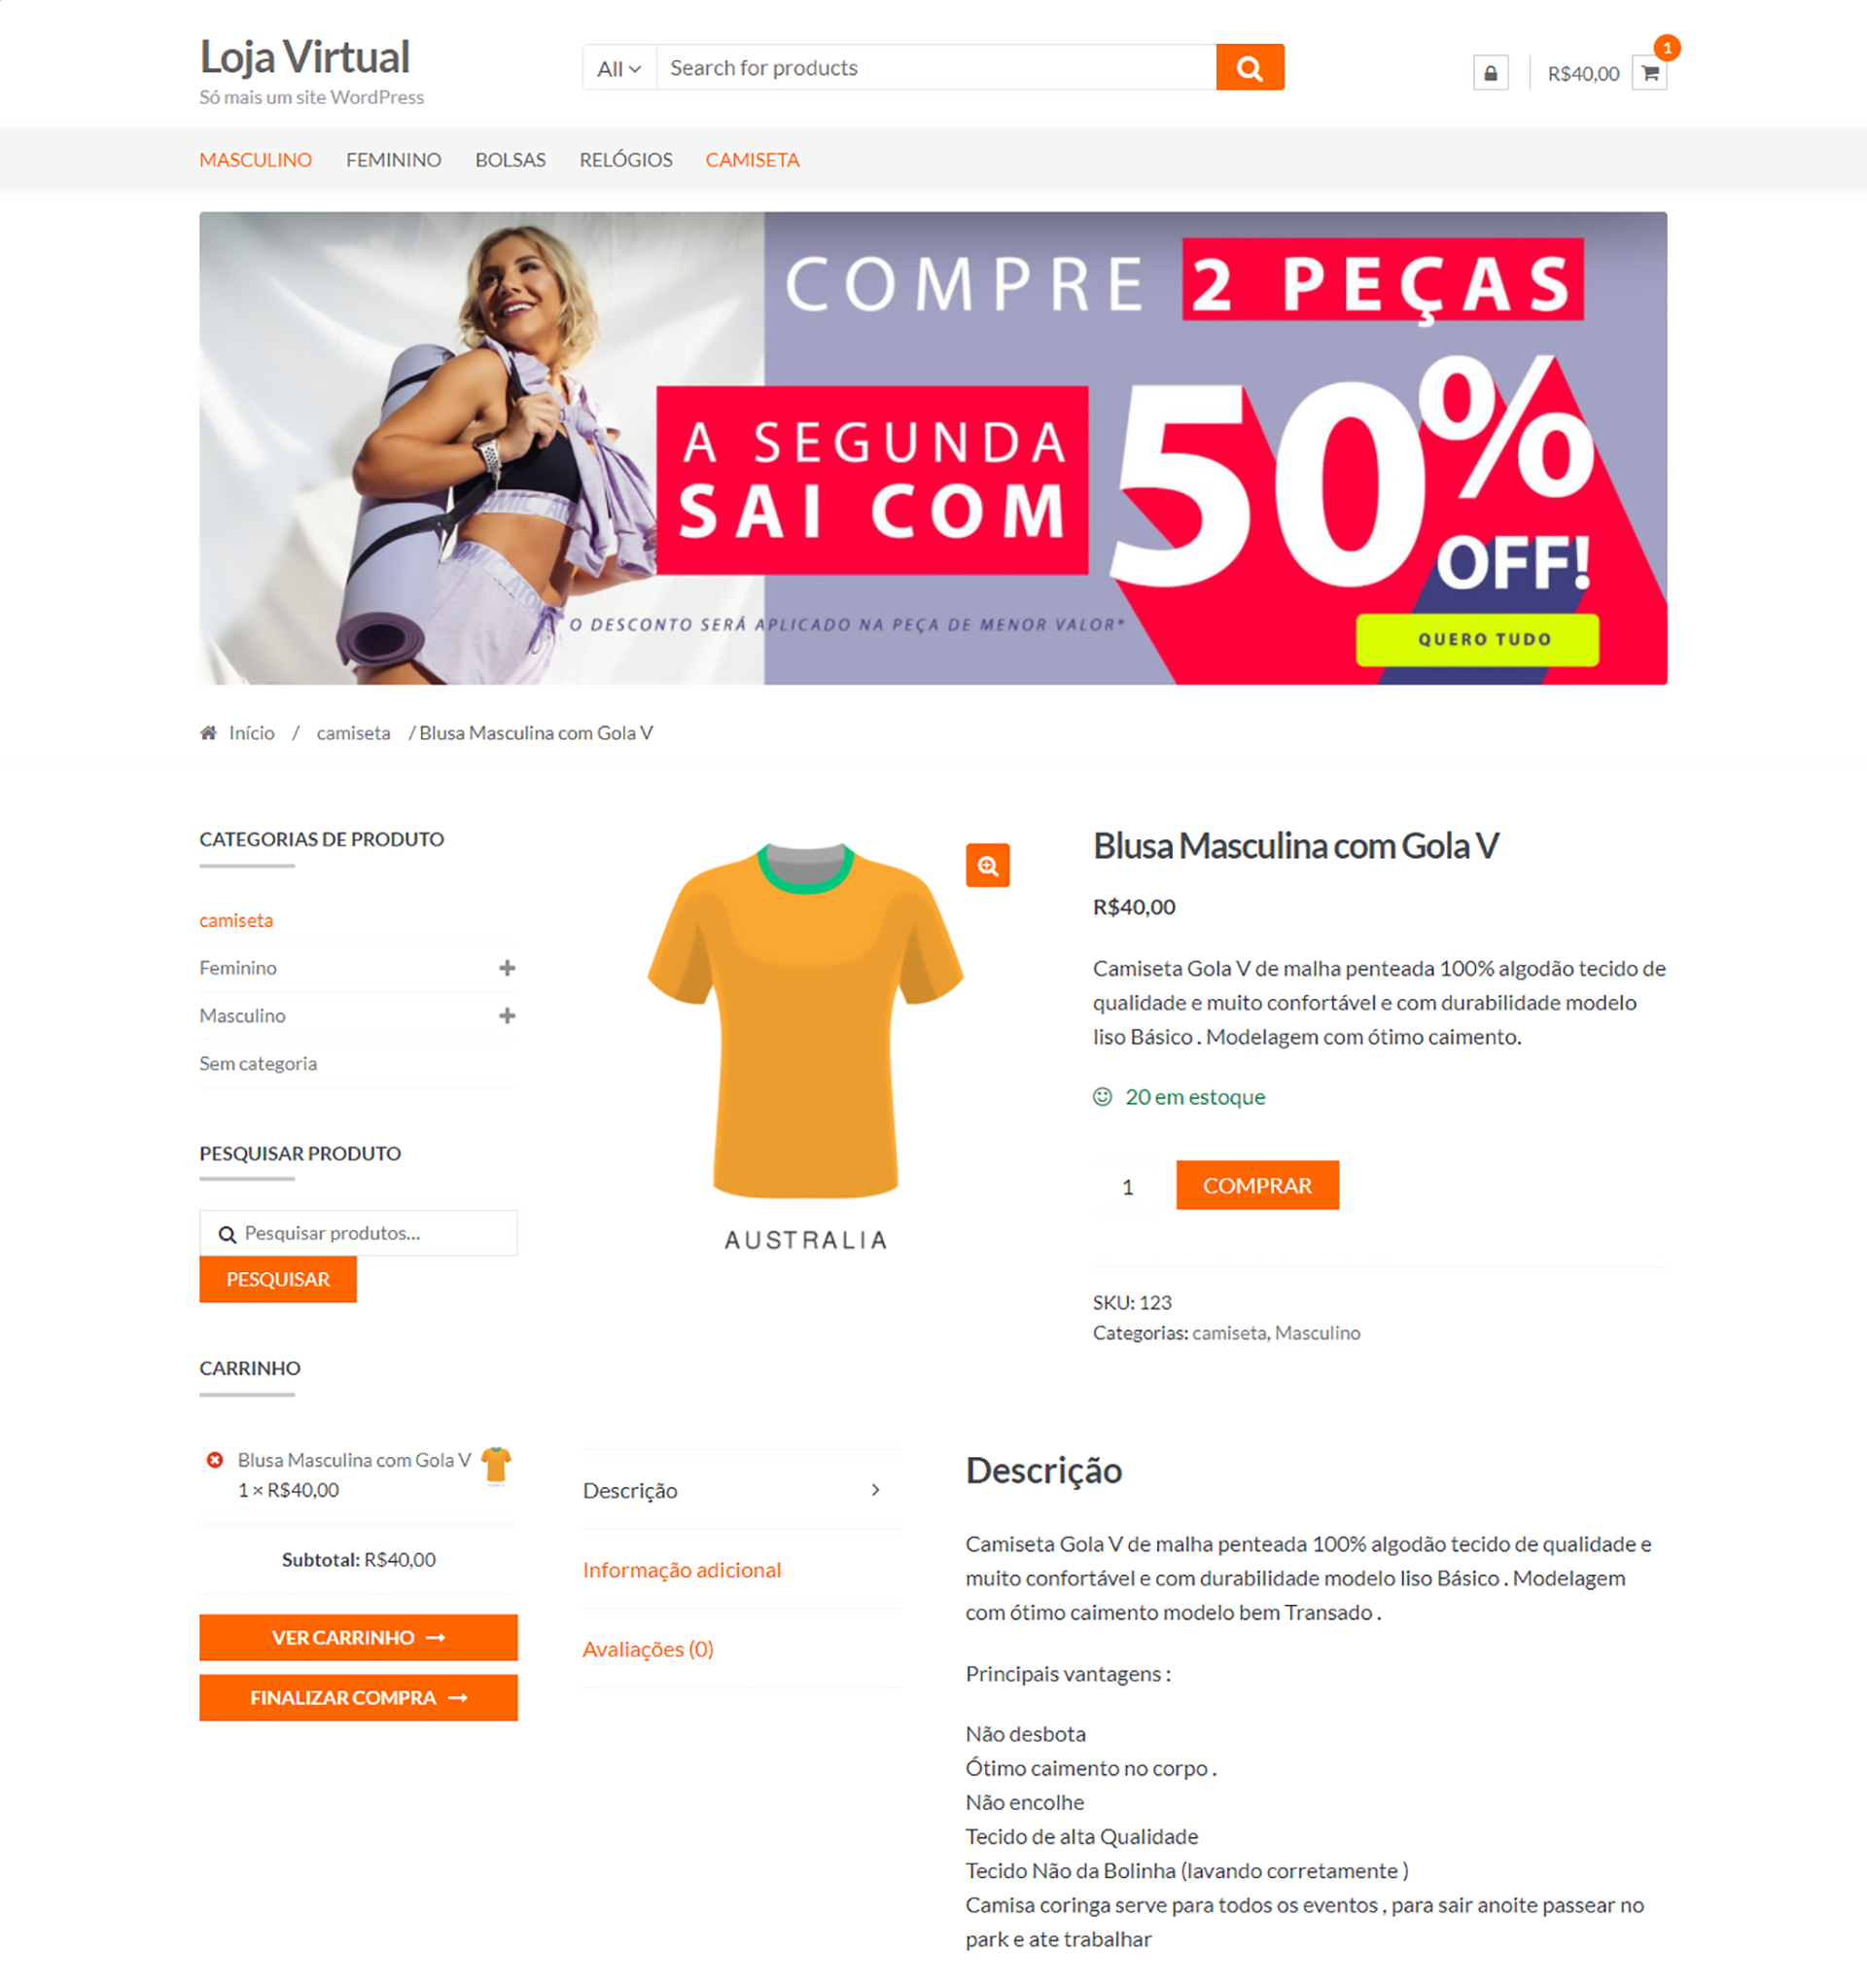 Loja Virtual
Só mais um site WordPress
All
Search for products
R$40,00
1
MASCULINO FEMININO BOLSAS RELÓGIOS CAMISETA
COMPRE 2 PEÇAS
A SEGUNDA
SAI COM
50%
OFF!
O DESCONTO SERÁ APLICADO NA PEÇA DE MENOR VALOR*
QUERO TUDO
Início / camiseta / Blusa Masculina com Gola V
CATEGORIAS DE PRODUTO
camiseta
Feminino
Masculino
Sem categoria
PESQUISAR PRODUTO
Pesquisar produtos...
PESQUISAR
CARRINHO
Blusa Masculina com Gola V
1 × R$40,00
Subtotal: R$40,00
VER CARRINHO
FINALIZAR COMPRA
AUSTRALIA
Blusa Masculina com Gola V
R$40,00
Camiseta Gola V de malha penteada 100% algodão tecido de
qualidade e muito confortável e com durabilidade modelo
liso Básico . Modelagem com ótimo caimento.
20 em estoque
1
COMPRAR
SKU: 123
Categorias: camiseta, Masculino
Descrição
Informação adicional
Avaliações (0)
Descrição
Camiseta Gola V de malha penteada 100% algodão tecido de qualidade e
muito confortável e com durabilidade modelo liso Básico . Modelagem
com ótimo caimento modelo bem Transado .
Principais vantagens :
Não desbota
Ótimo caimento no corpo .
Não encolhe
Tecido de alta Qualidade
Tecido Não da Bolinha (lavando corretamente )
Camisa coringa serve para todos os eventos , para sair anoite passear no
park e ate trabalhar